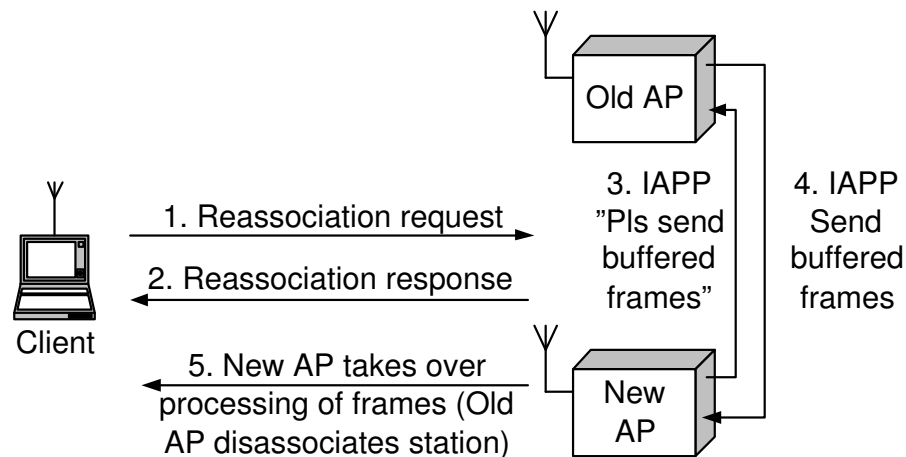 Old AP
3. IAPP
”Pls send
buffered
frames”
4. IAPP
Send
buffered
frames
1. Reassociation request
2. Reassociation response
Client
5. New AP takes over
processing of frames (Old
AP disassociates station)
New
AP